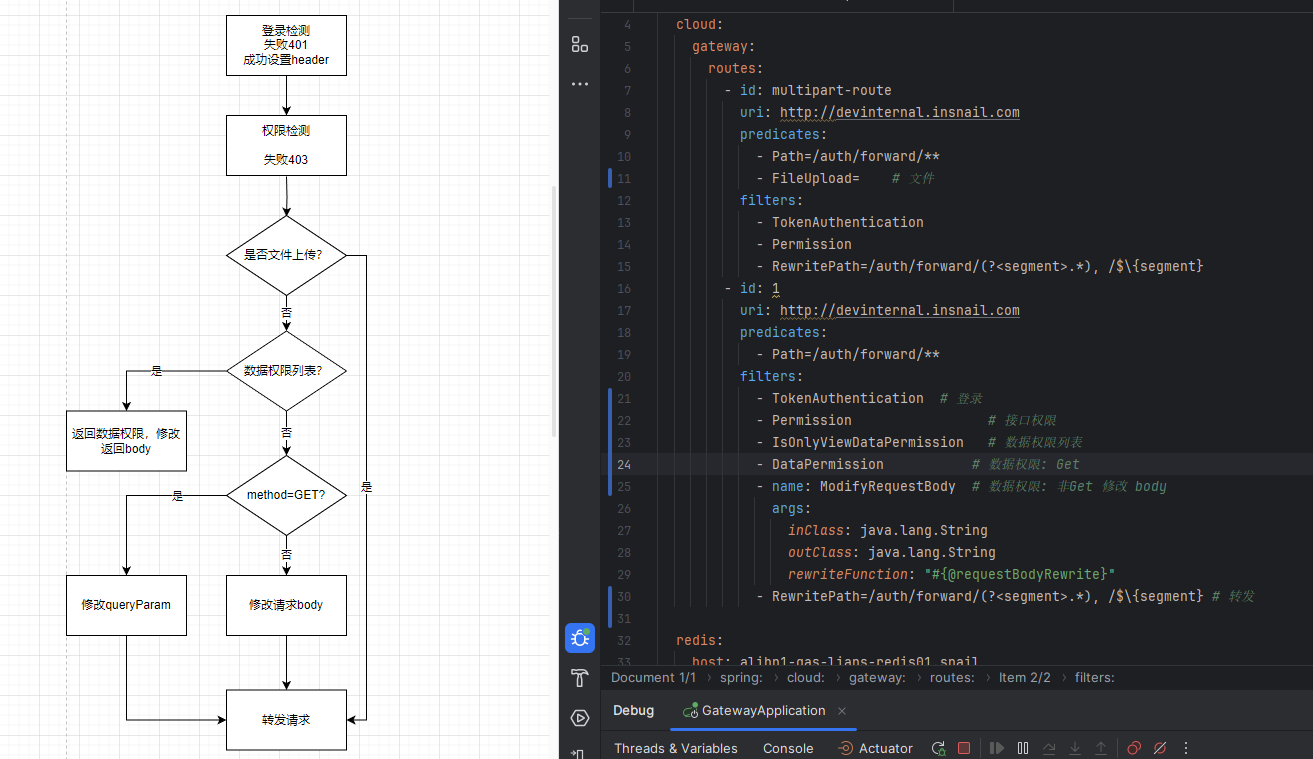 登录检测
失败401
成功设置header
权限检测
失败403
是否文件上传?
否
数据权限列表?
是
返回数据权限，修改
返回body
否
method=GET?
是
是
否
修改queryParam
修改请求body
转发请求
4 cloud:
5 gateway:
6 routes:
7 - id: multipart-route
8 uri: http://devinternal.insnail.com
9 predicates:
10 - Path=/auth/forward/**
11 - FileUpload= # 文件
12 filters:
13 - TokenAuthentication
14 - Permission
15 - RewritePath=/auth/forward/(?<segment>.*), /$\{segment}
16 - id: 1
17 uri: http://devinternal.insnail.com
18 predicates:
19 - Path=/auth/forward/**
20 filters:
21 - TokenAuthentication # 登录
22 - Permission # 接口权限
23 - IsOnlyViewDataPermission # 数据权限列表
24 - DataPermission # 数据权限: Get
25 - name: ModifyRequestBody # 数据权限: 非Get 修改 body
26 args:
27 inClass: java.lang.String
28 outClass: java.lang.String
29 rewriteFunction: "#{@requestBodyRewrite}"
30 - RewritePath=/auth/forward/(?<segment>.*), /$\{segment} # 转发
31
32 redis:
33
Document 1/1 › spring: › cloud: › gateway: › routes: › Item 2/2 › filters:
Debug GatewayApplication
Threads & Variables Console Actuator